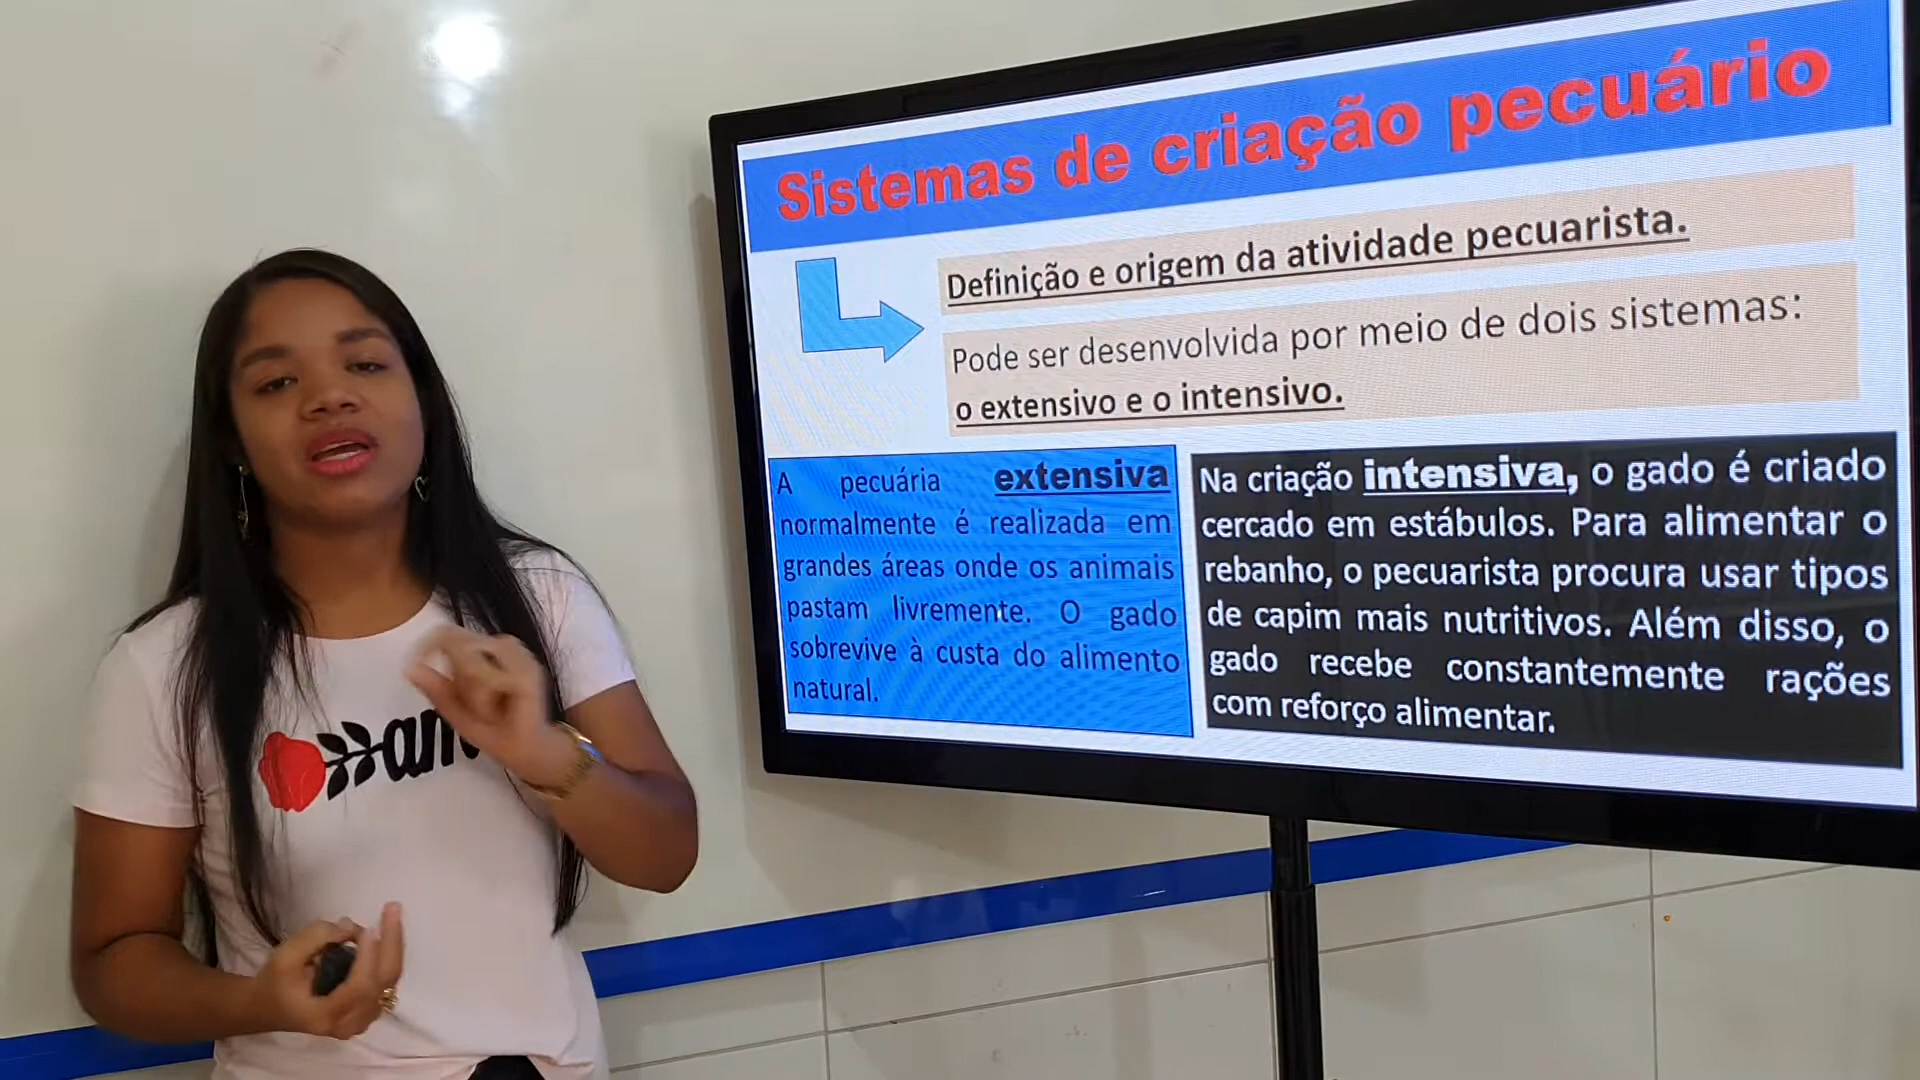 Sistemas de criação pecuário
Definição e origem da atividade pecuarista.
Pode ser desenvolvida por meio de dois sistemas:
o extensivo e o intensivo.
A pecuária extensiva
normalmente é realizada em
grandes áreas onde os animais
pastam livremente. O gado
sobrevive à custa do alimento
natural.
Na criação intensiva, o gado é criado
cercado em estábulos. Para alimentar o
rebanho, o pecuarista procura usar tipos
de capim mais nutritivos. Além disso, o
gado recebe constantemente rações
com reforço alimentar.